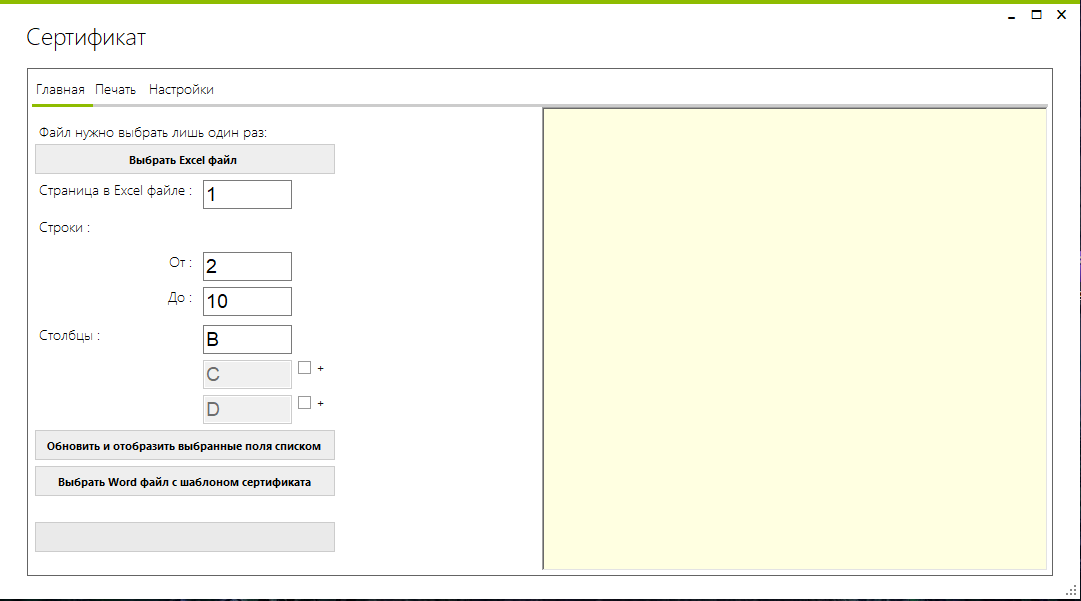 Сертификат
Главная Печать Настройки
Файл нужно выбрать лишь один раз:
Выбрать Excel файл
Страница в Excel файле : 1
Строки :
От : 2
До : 10
Столбцы : B
C +
D +
Обновить и отобразить выбранные поля списком
Выбрать Word файл с шаблоном сертификата